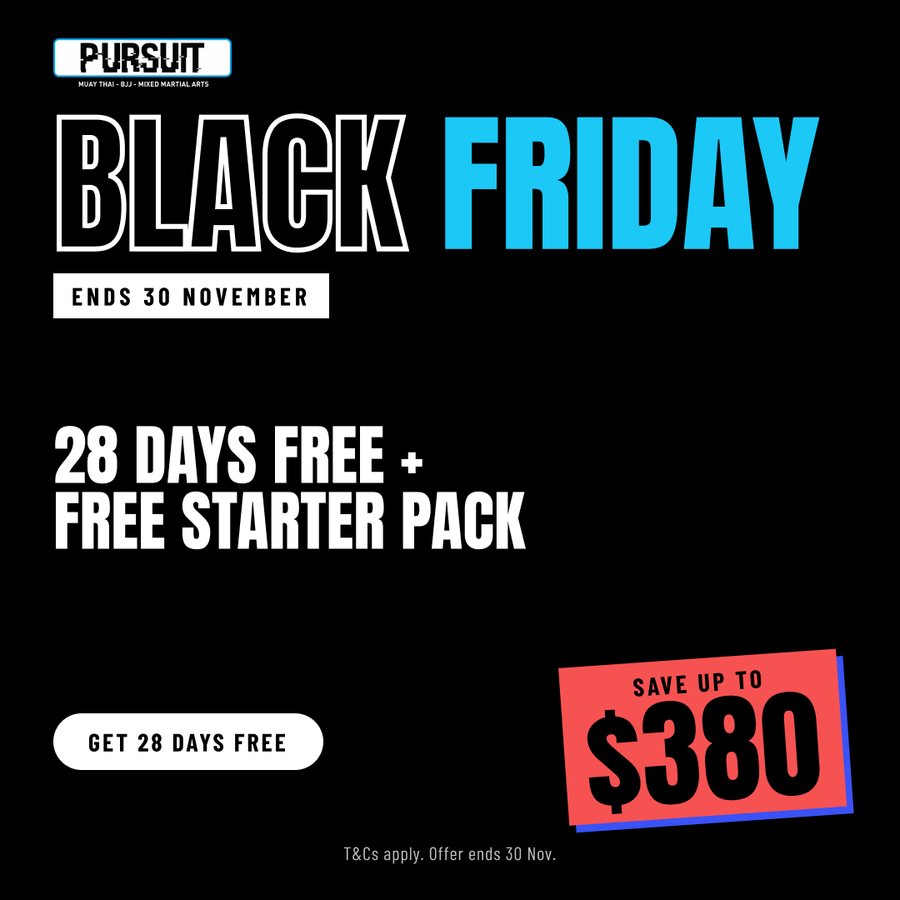 PURSUIT
MUAY THAI - BJJ - MIXED MARTIAL ARTS
BLACK FRIDAY
ENDS 30 NOVEMBER
28 DAYS FREE +
FREE STARTER PACK
SAVE UP TO
$380
GET 28 DAYS FREE
T&Cs apply. Offer ends 30 Nov.